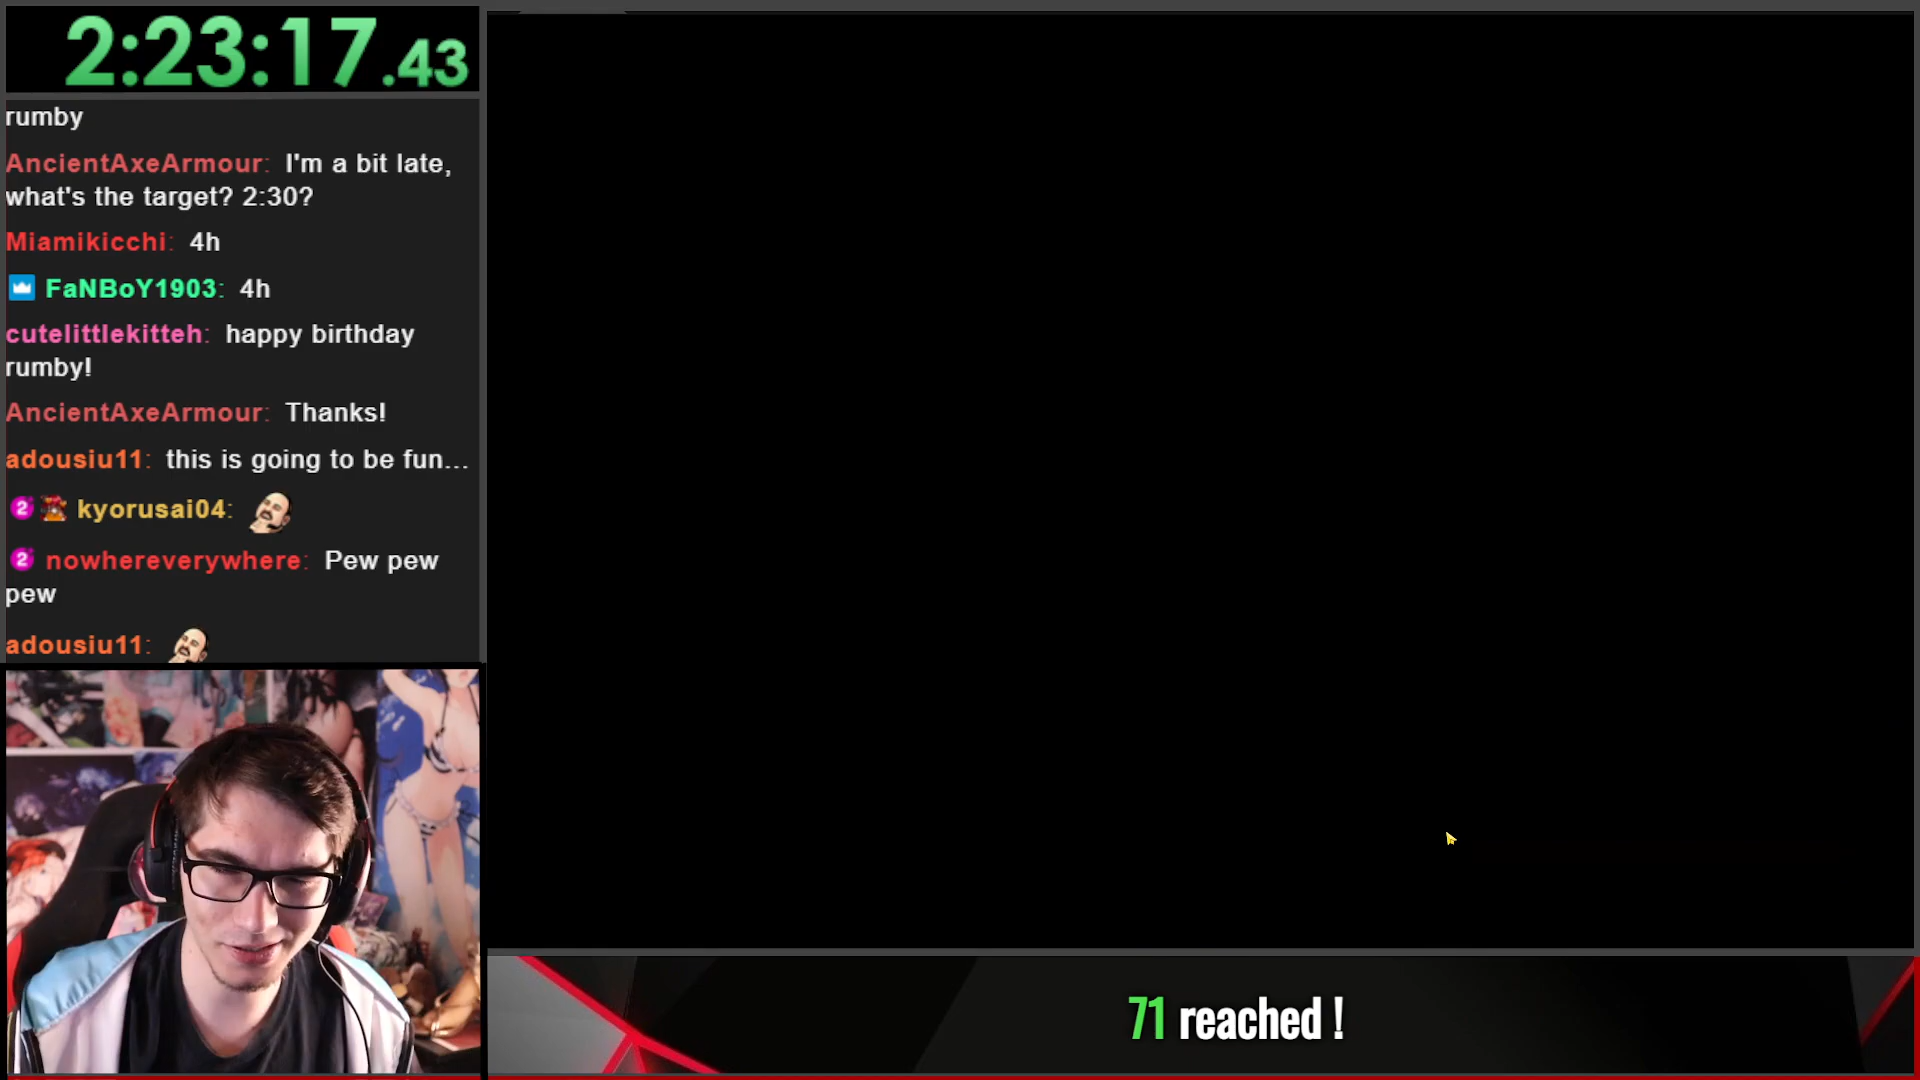 2:23:17.43
rumby
AncientAxeArmour: I'm a bit late,
what's the target? 2:30?
Miamikicchi: 4h
FaNBoY1903: 4h
cutelittlekitteh: happy birthday
rumby!
AncientAxeArmour: Thanks!
adousiu11: this is going to be fun...
2 kyorusai04:
2 nowhereverywhere: Pew pew
pew
adousiu11:
71 reached !